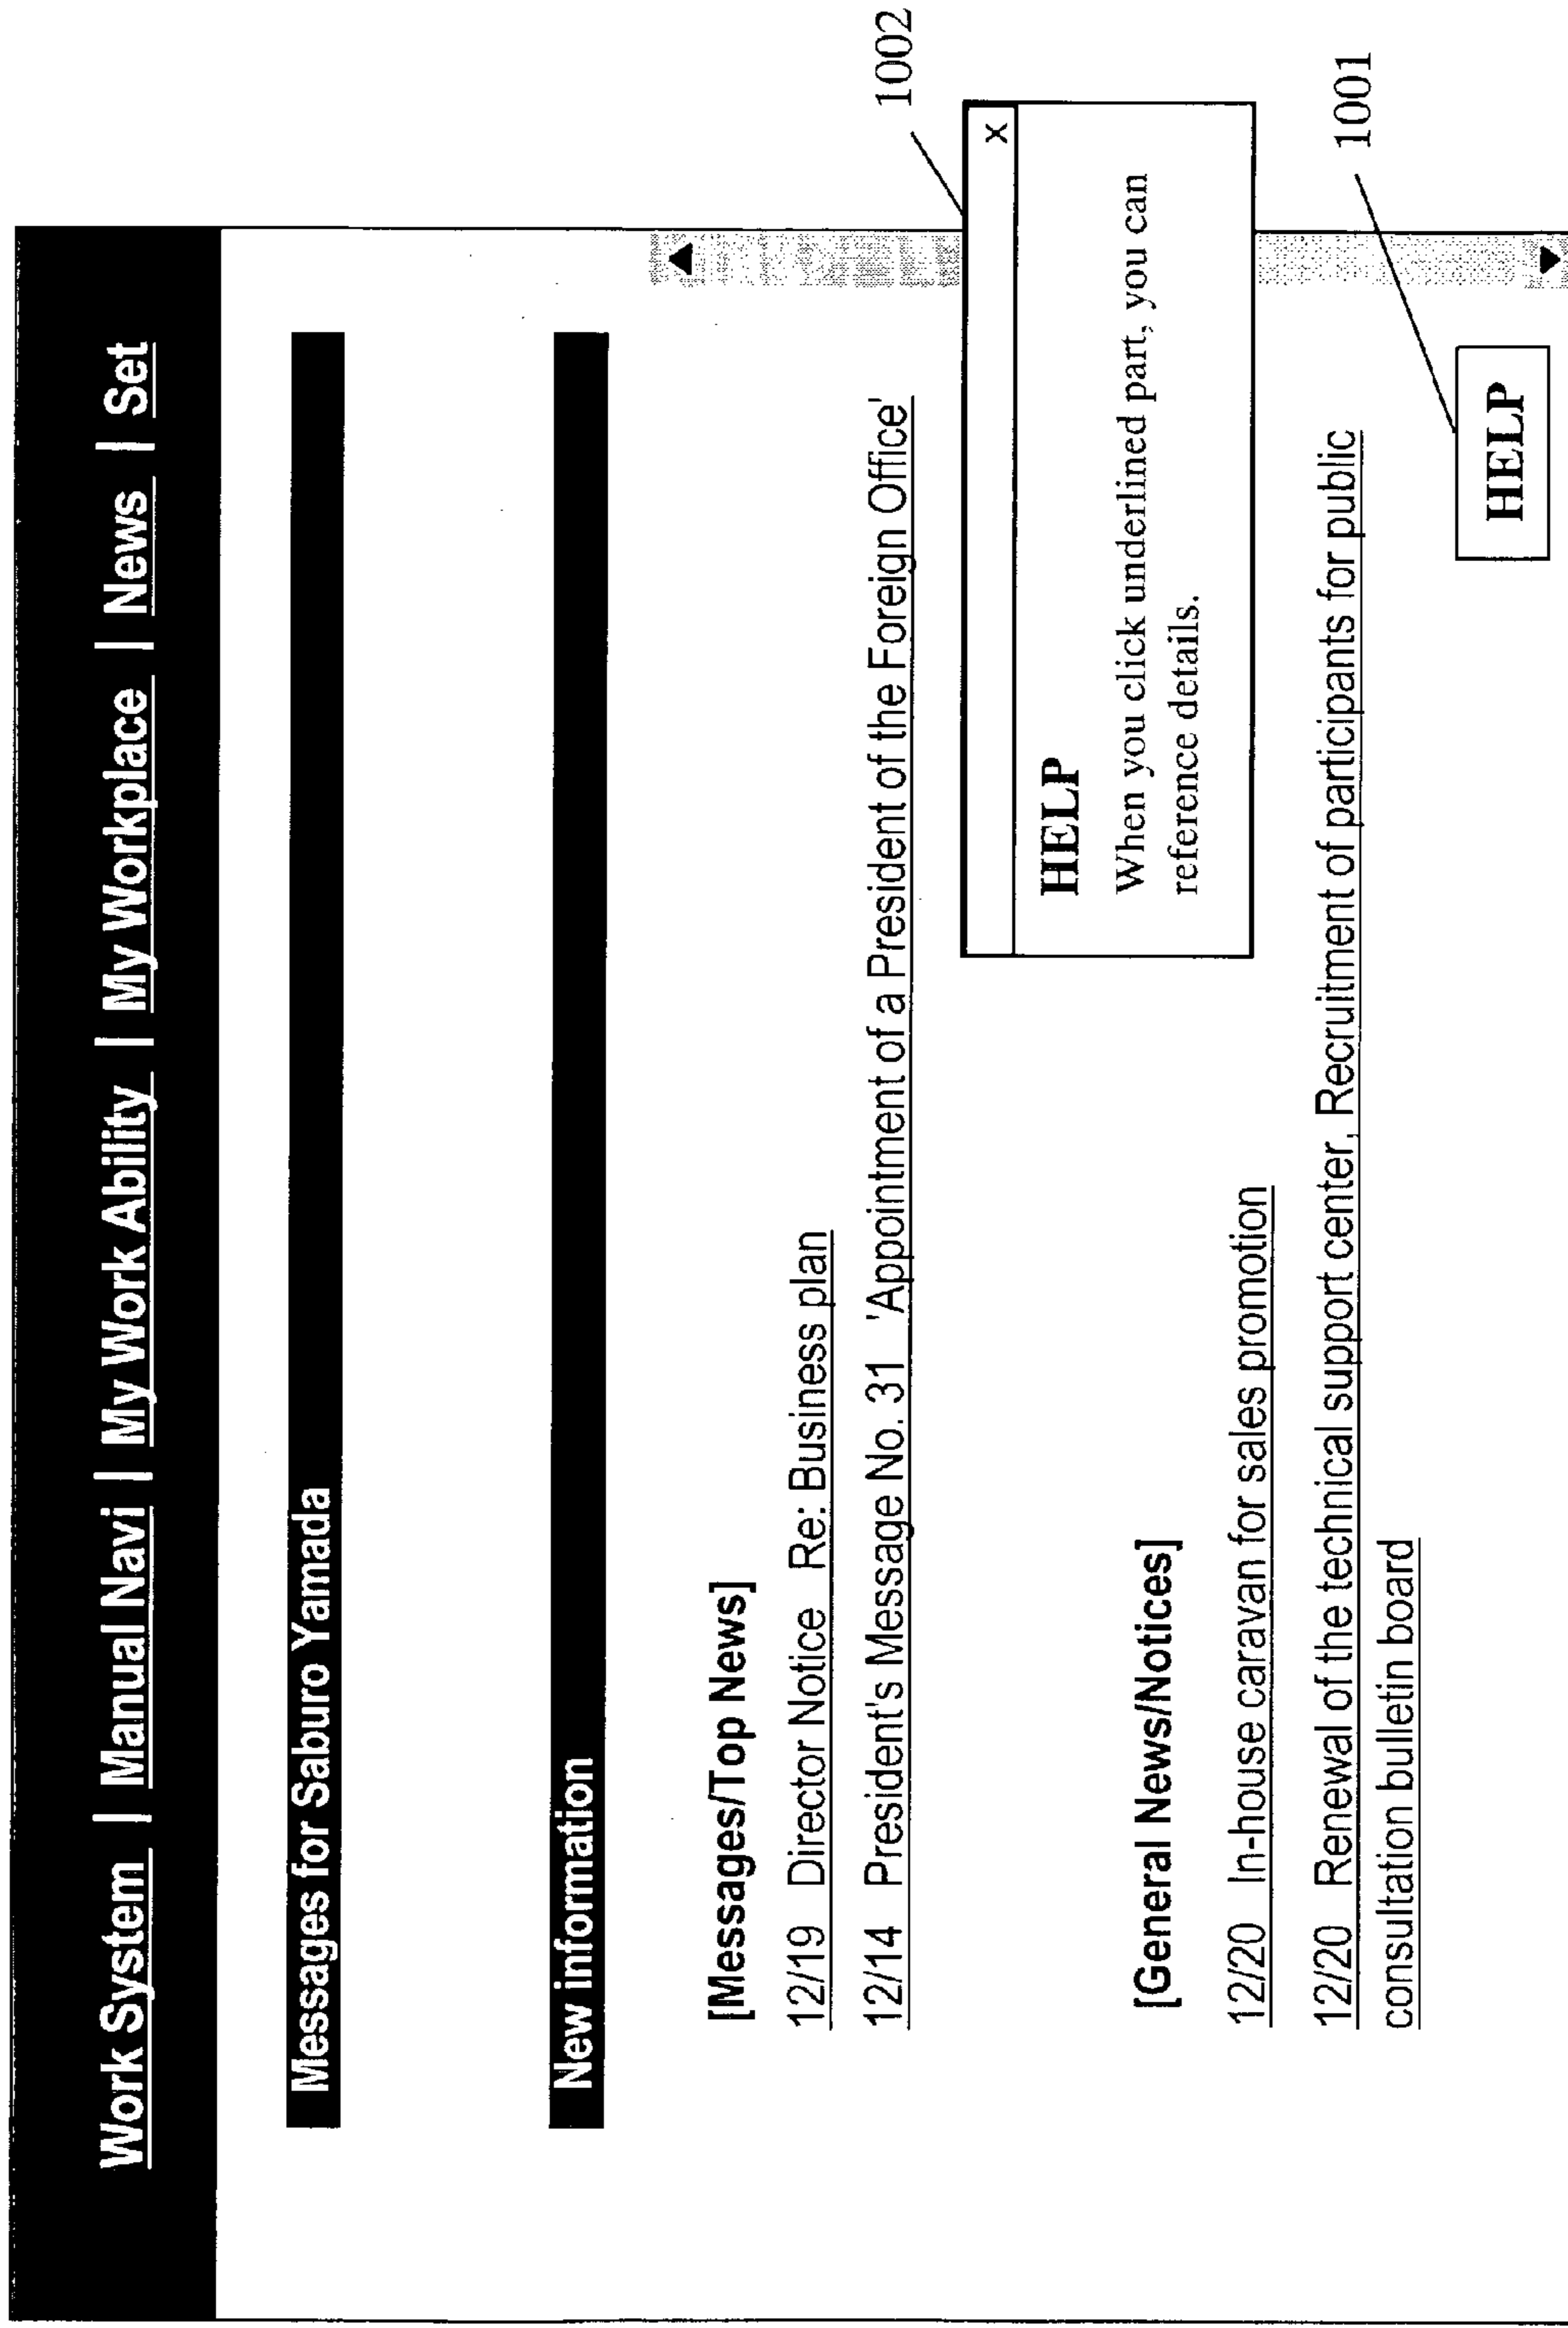 Work System | Manual Navi | My Work Ability | My Workplace | News | Set
Messages for Saburo Yamada
New information
[Messages/Top News]
12/19 Director Notice Re: Business plan
12/14 President's Message No. 31 'Appointment of a President of the Foreign Office'
1002
x
HELP
When you click underlined part, you can
reference details.
[General News/Notices]
12/20 In-house caravan for sales promotion
12/20 Renewal of the technical support center, Recruitment of participants for public
consultation bulletin board
1001
HELP